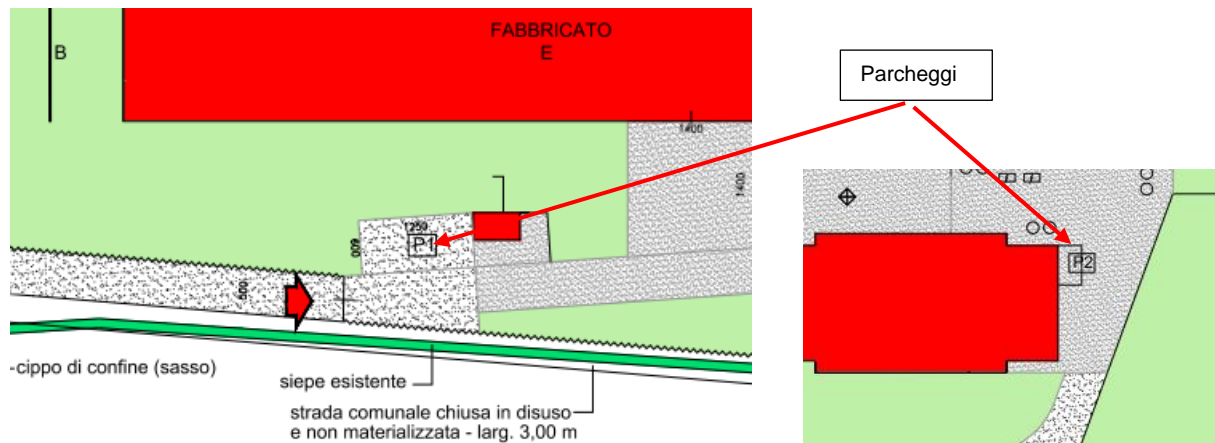 FABBRICATO
E
B
Parcheggi
1400
1400
1250
P1
600
500
P2
-cippo di confine (sasso)
siepe esistente
strada comunale chiusa in disuso
e non materializzata - larg. 3,00 m